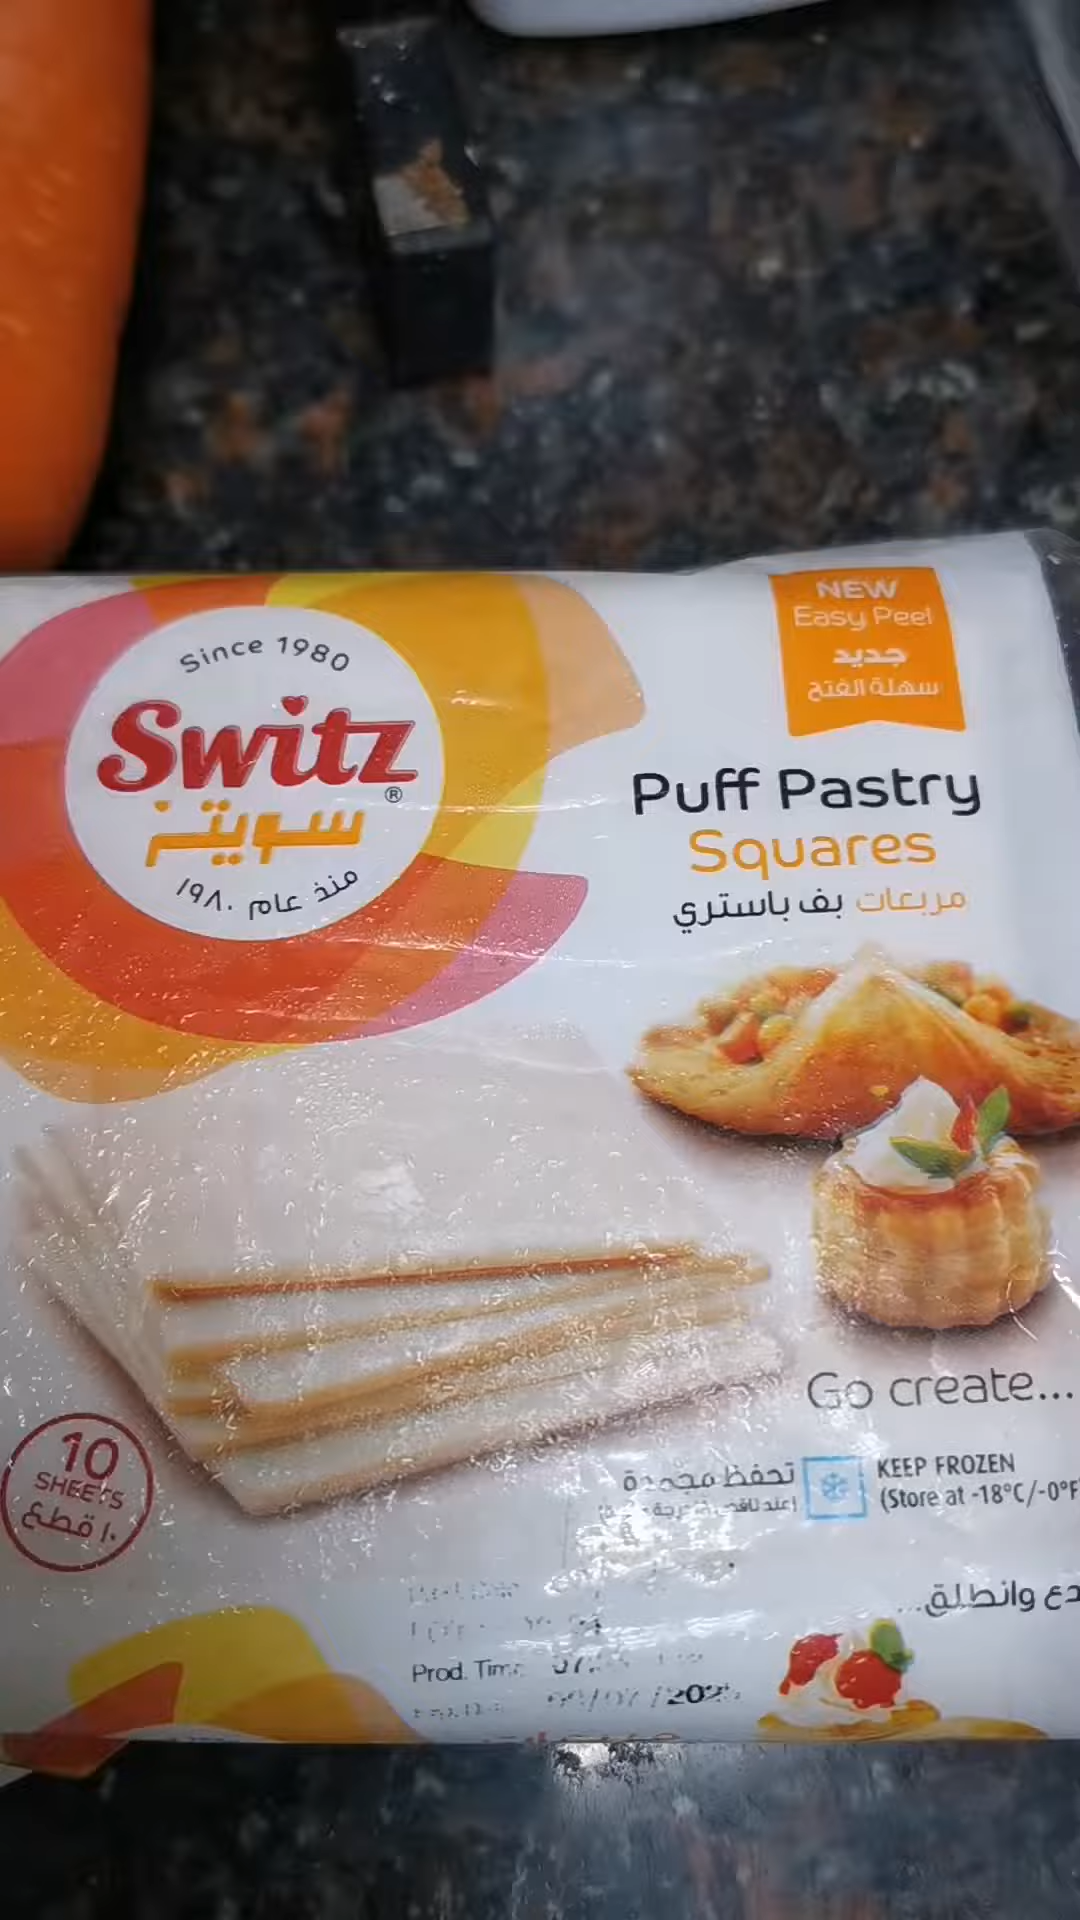 Since 1980
Switz
®
سويتز
منذ عام ١٩٨٠
NEW
Easy Peel
جديد
سهلة الفتح
Puff Pastry
Squares
مربعات بف باستري
Go create...
10
SHEETS
١٠ قطع
تحفظ مجمدة
KEEP FROZEN
(Store at -18°C/-0°F
وانطلق...
Prod. Time